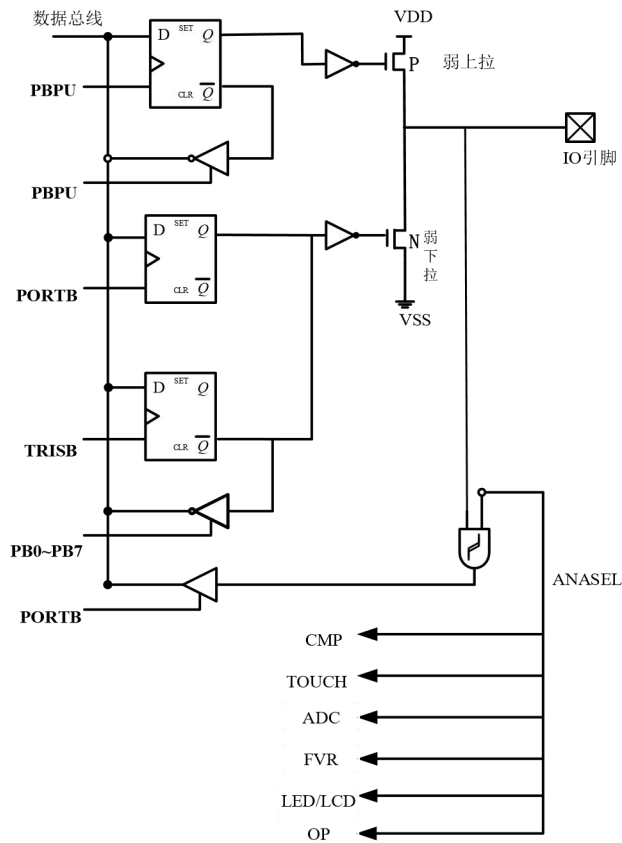 数据总线
VDD
D SET Q
P 弱上拉
PBPU
CLR Q
IO引脚
PBPU
D SET Q
N 弱下拉
PORTB
CLR Q
VSS
D SET Q
TRISB
CLR Q
PB0~PB7
ANASEL
PORTB
CMP
TOUCH
ADC
FVR
LED/LCD
OP